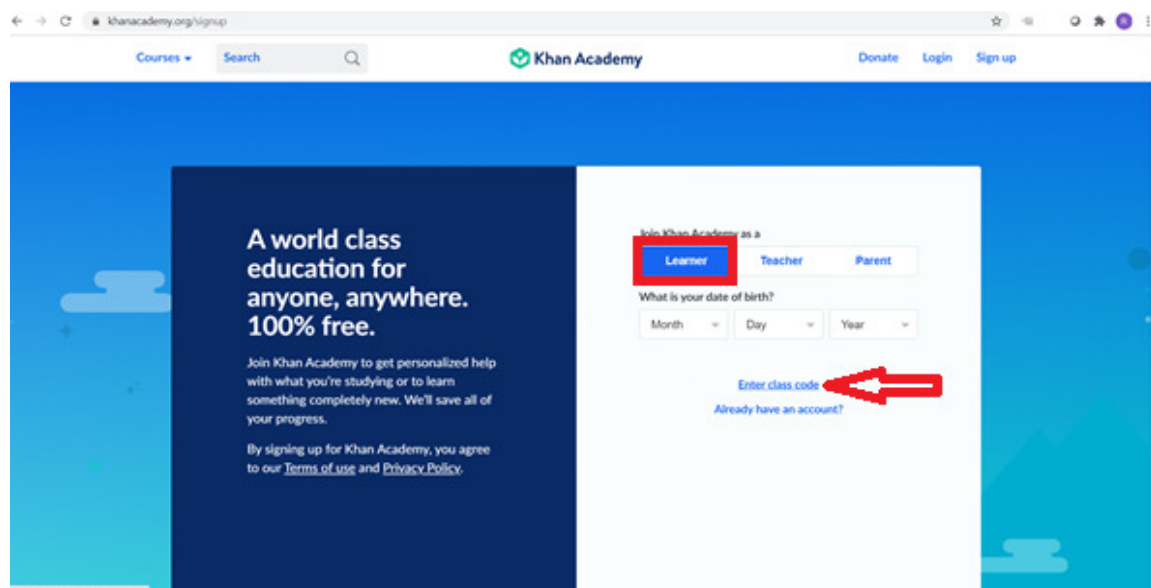 khanacademy.org/signup
Courses
Search
Khan Academy
Donate
Login
Sign up
A world class
education for
anyone, anywhere.
100% free.
Join Khan Academy to get personalized help
with what you're studying or to learn
something completely new. We'll save all of
your progress.
By signing up for Khan Academy, you agree
to our Terms of use and Privacy Policy.
Join Khan Academy as a
Learner
Teacher
Parent
What is your date of birth?
Month
Day
Year
Enter class code
Already have an account?